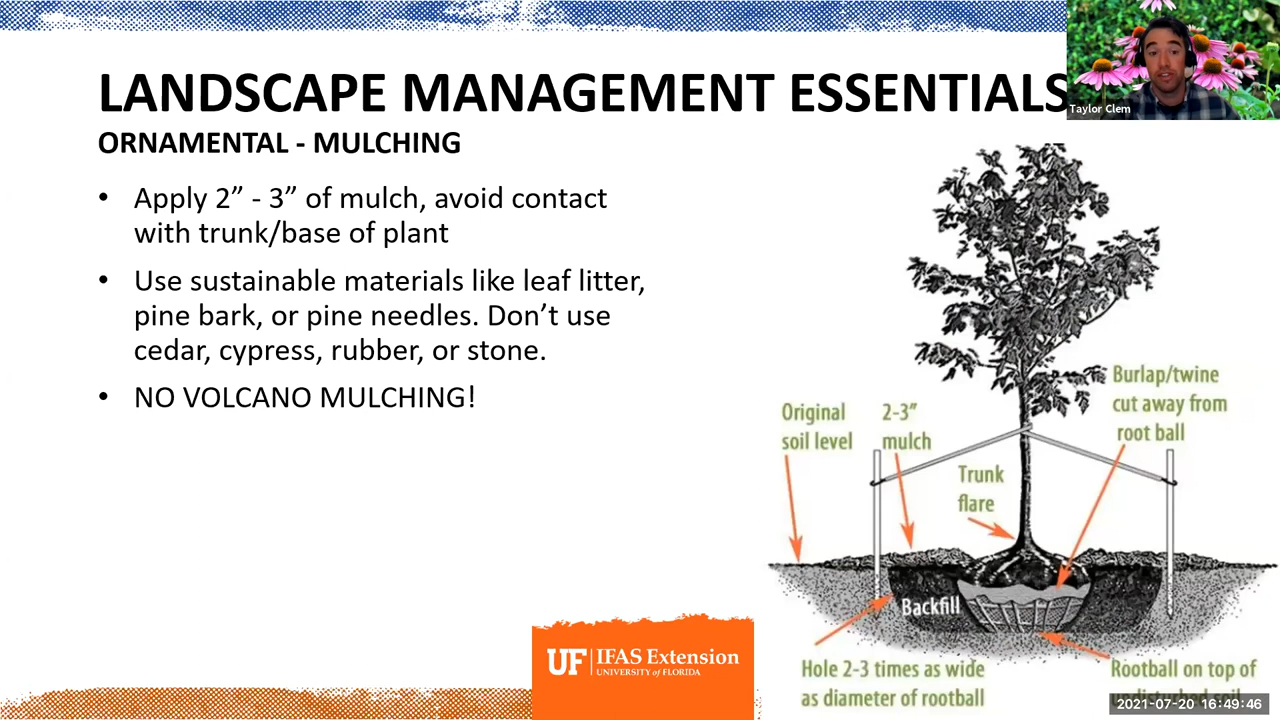 LANDSCAPE MANAGEMENT ESSENTIALS
Taylor Clem
ORNAMENTAL - MULCHING
• Apply 2” - 3” of mulch, avoid contact
with trunk/base of plant
• Use sustainable materials like leaf litter,
pine bark, or pine needles. Don’t use
cedar, cypress, rubber, or stone.
• NO VOLCANO MULCHING!
Original
soil level
2-3”
mulch
Trunk
flare
Burlap/twine
cut away from
root ball
Backfill
Hole 2-3 times as wide
as diameter of rootball
Rootball on top of
undisturbed soil
UF IFAS Extension
UNIVERSITY of FLORIDA
2021-07-20 16:49:46